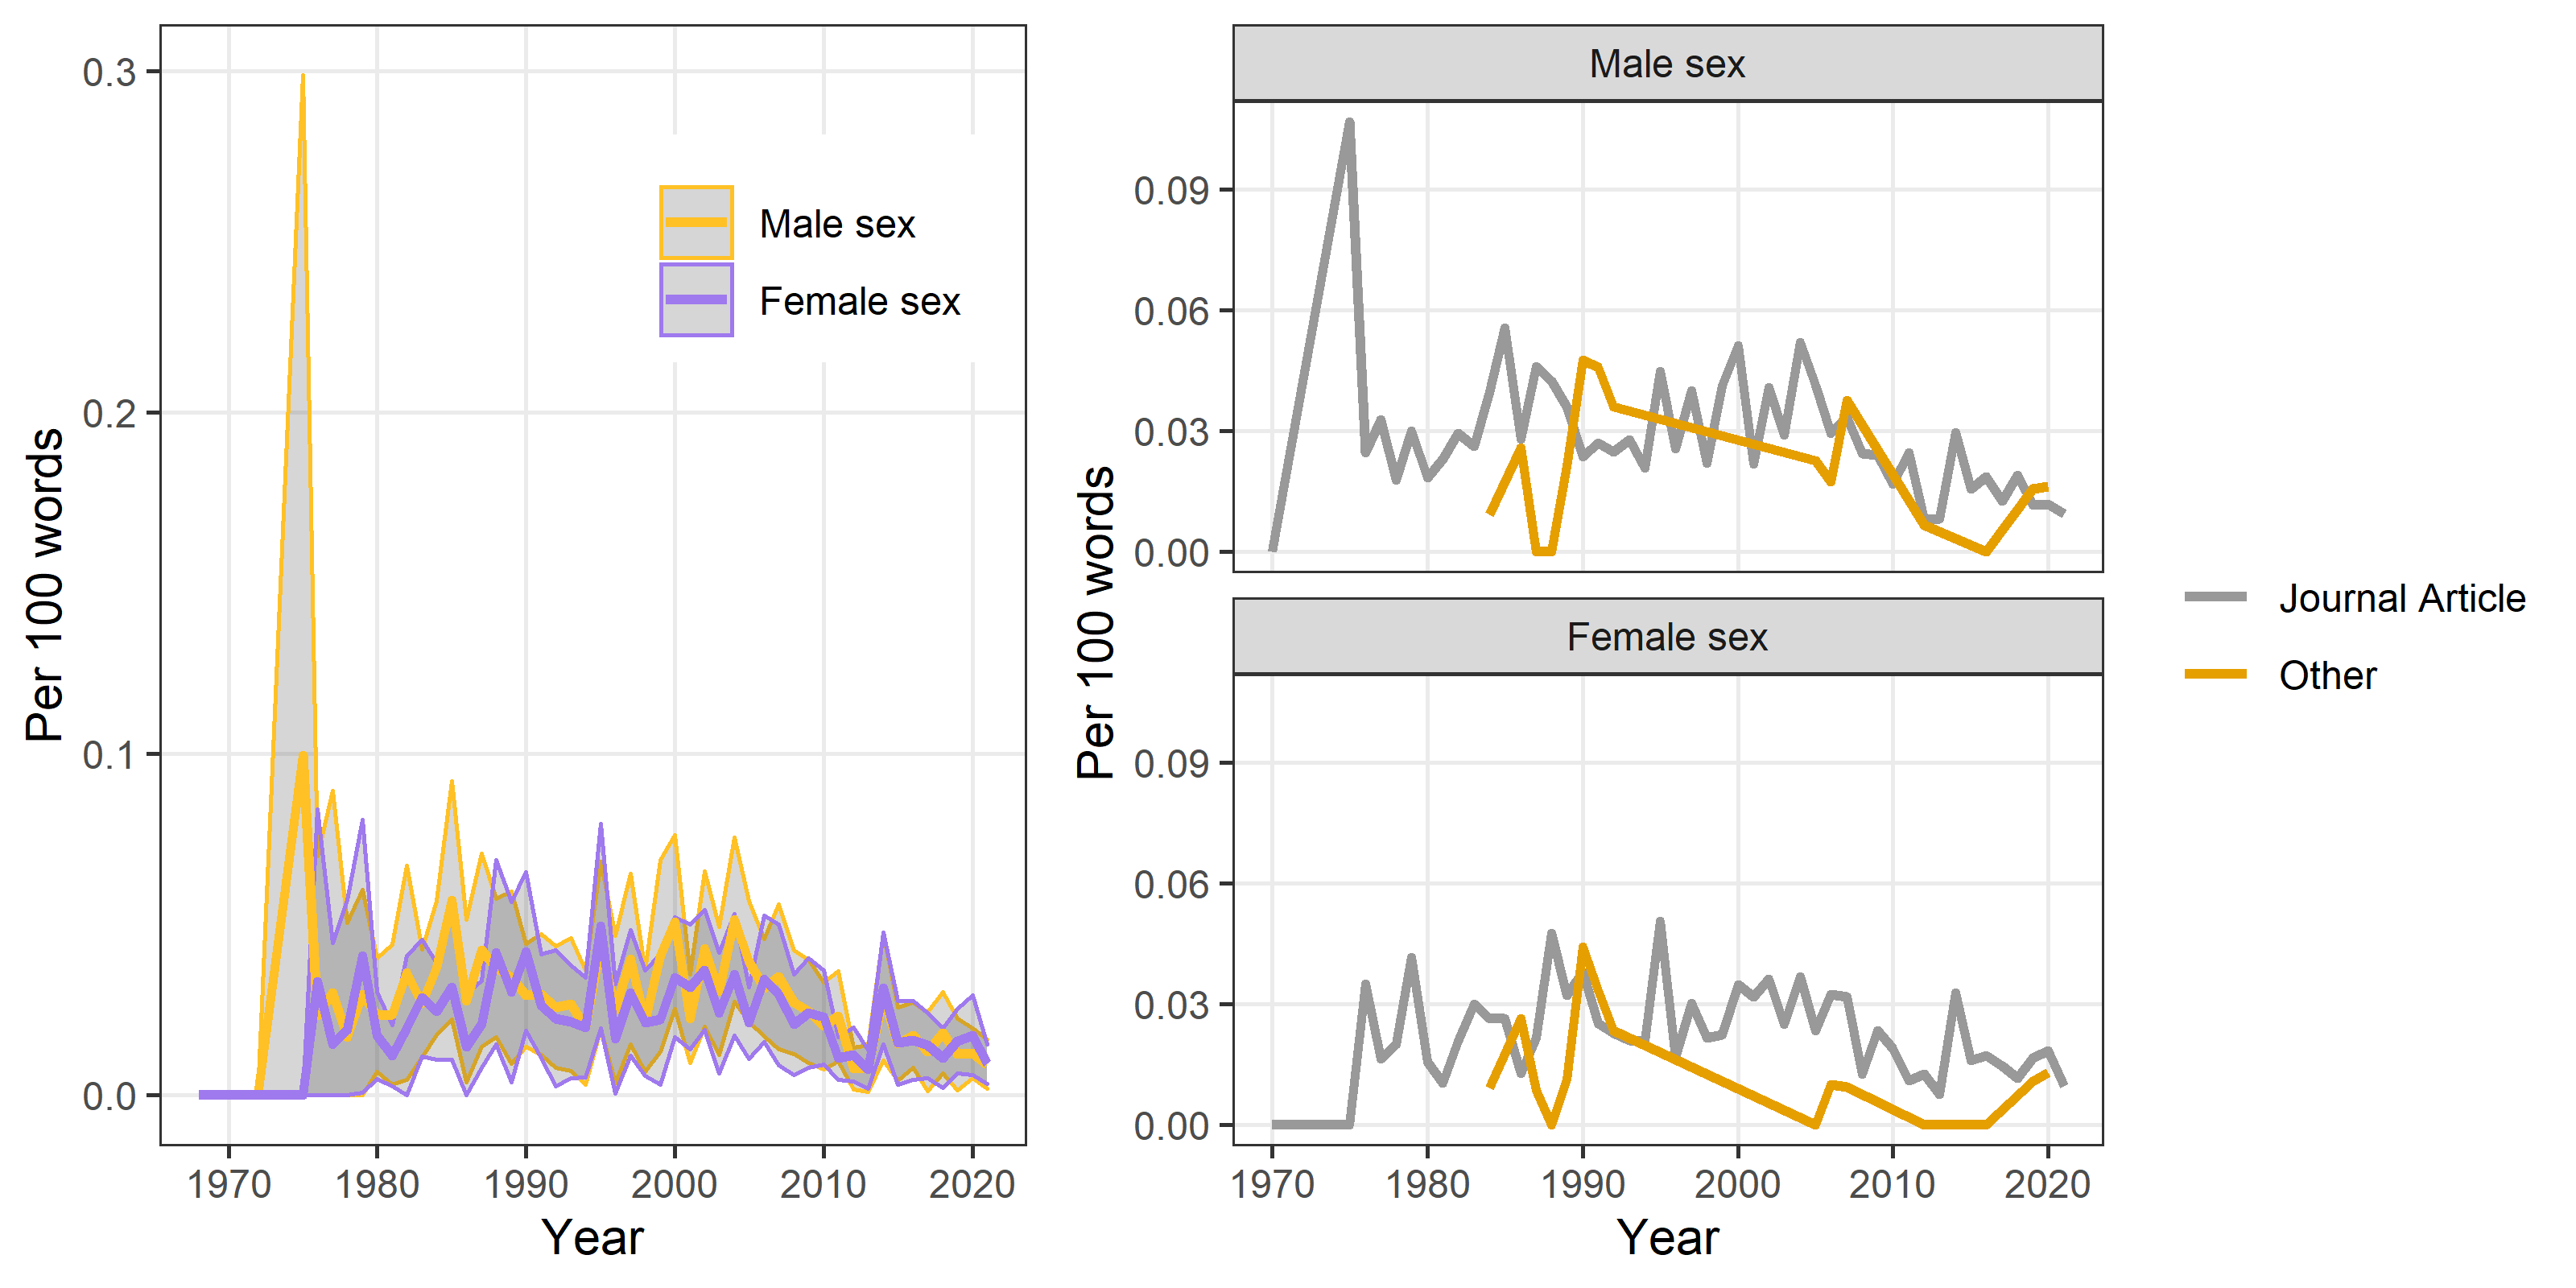 0.3
0.2
0.1
0.0
Per 100 words
Male sex
Female sex
1970 1980 1990 2000 2010 2020
Year
Male sex
0.09
0.06
0.03
0.00
Per 100 words
Female sex
0.09
0.06
0.03
0.00
1970 1980 1990 2000 2010 2020
Year
Journal Article
Other